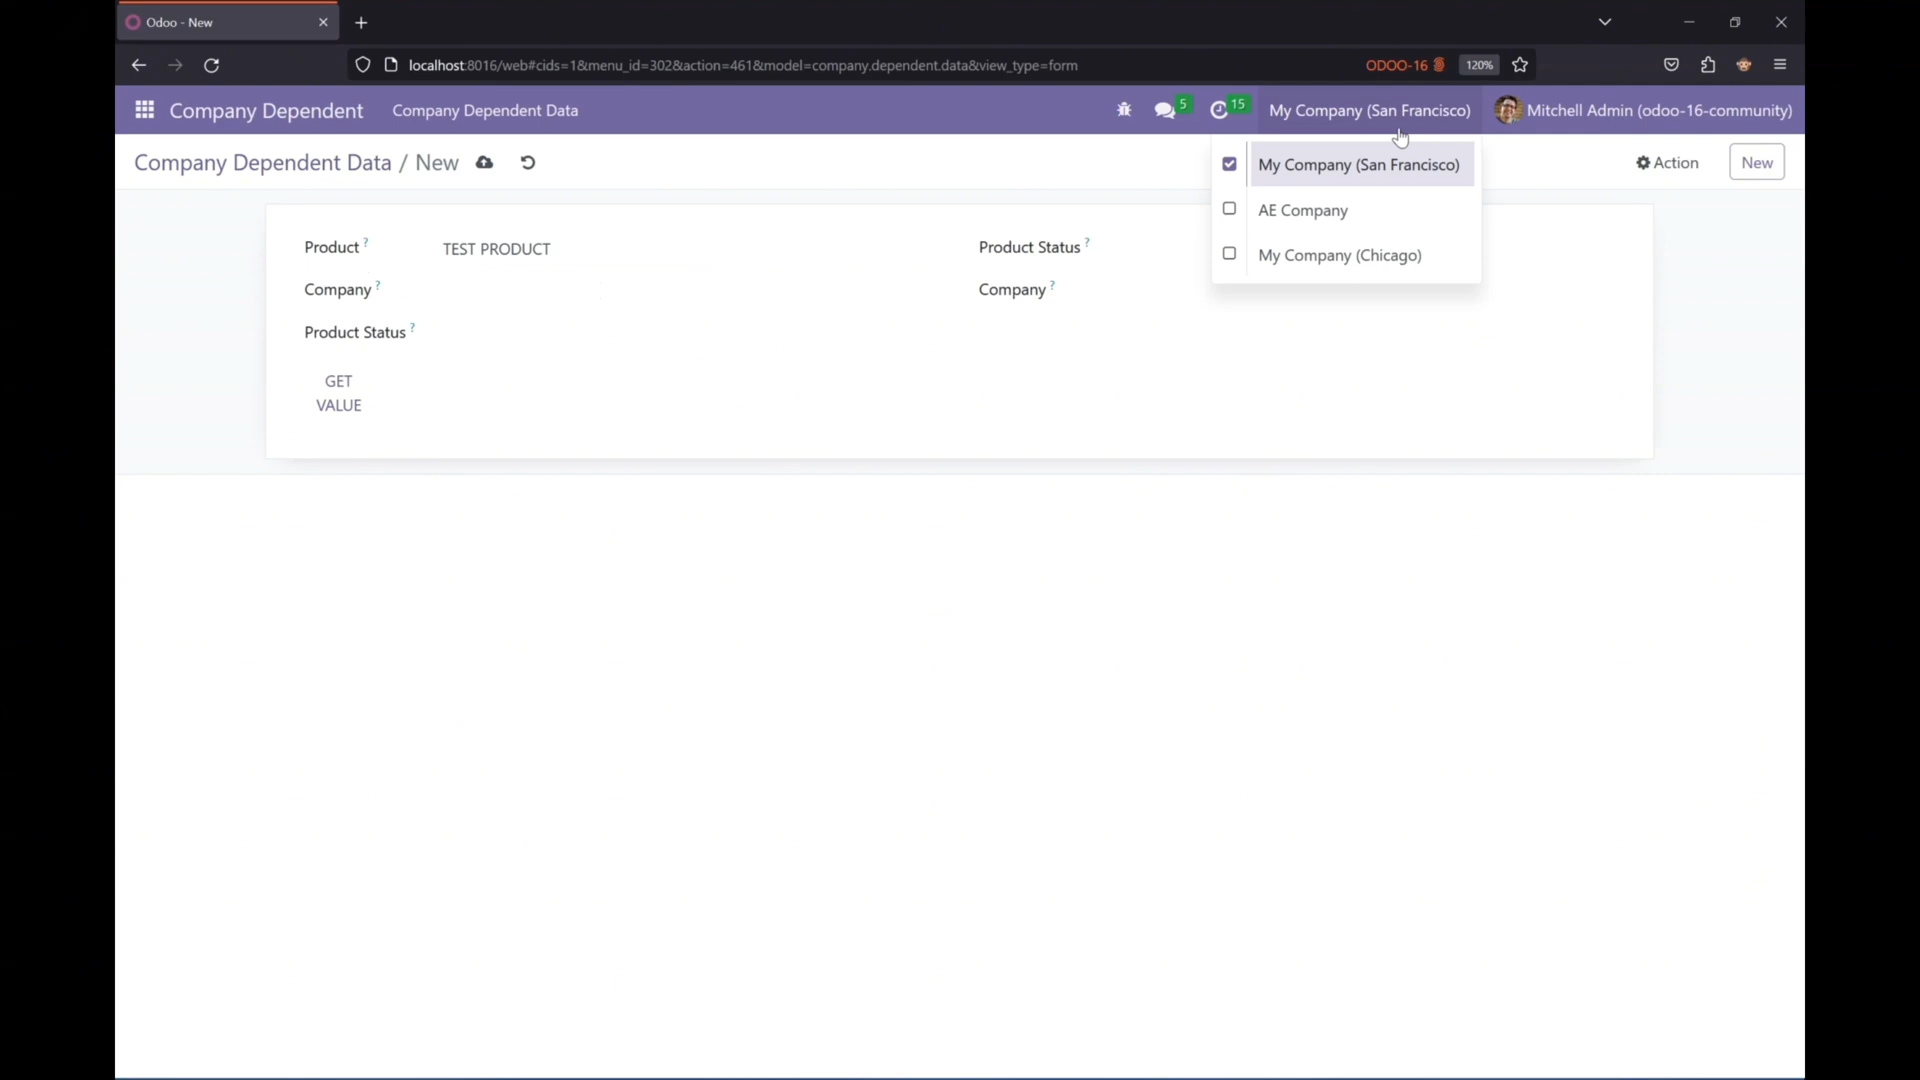 Odoo - New
localhost:8016/web#cids=1&menu_id=302&action=461&model=company.dependent.data&view_type=form
ODOO-16
120%
Company Dependent
Company Dependent Data
5
15
My Company (San Francisco)
Mitchell Admin (odoo-16-community)
Company Dependent Data / New
Action
New
My Company (San Francisco)
AE Company
My Company (Chicago)
Product ?
TEST PRODUCT
Product Status ?
Company ?
Company ?
Product Status ?
GET
VALUE